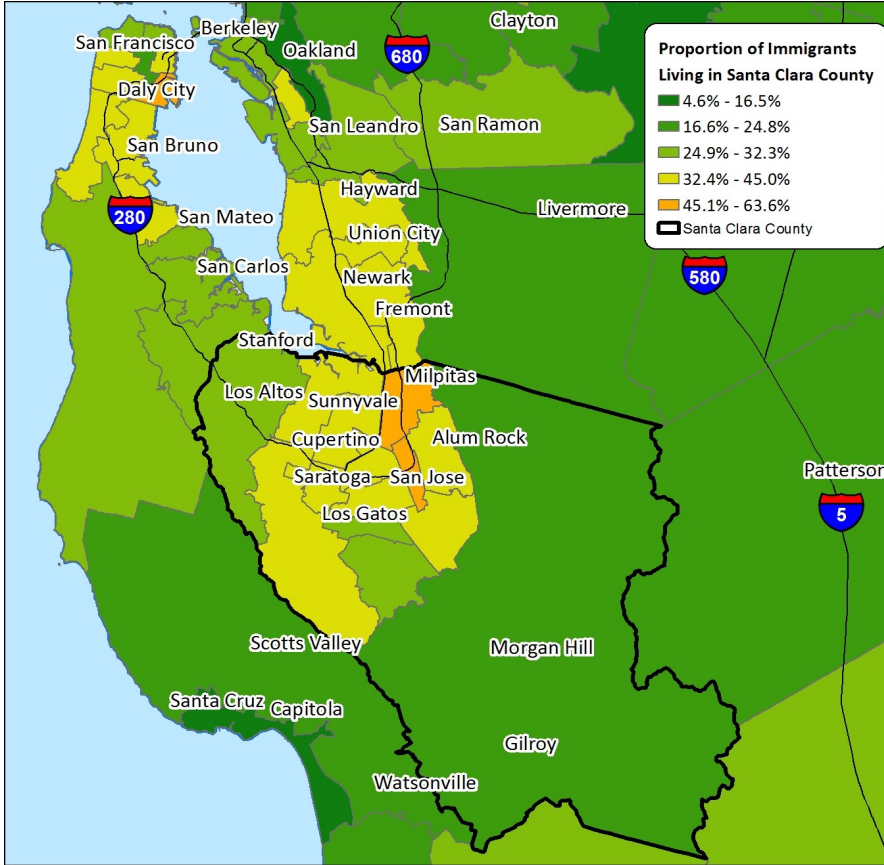 Berkeley
Clayton
San Francisco
Oakland
680
Proportion of Immigrants
Living in Santa Clara County
4.6% - 16.5%
16.6% - 24.8%
24.9% - 32.3%
32.4% - 45.0%
45.1% - 63.6%
Santa Clara County
Daly City
San Leandro
San Ramon
San Bruno
Hayward
Livermore
280
San Mateo
Union City
San Carlos
Newark
580
Fremont
Stanford
Milpitas
Los Altos
Sunnyvale
Cupertino
Alum Rock
Saratoga
San Jose
Patterson
Los Gatos
5
Scotts Valley
Morgan Hill
Santa Cruz
Capitola
Gilroy
Watsonville